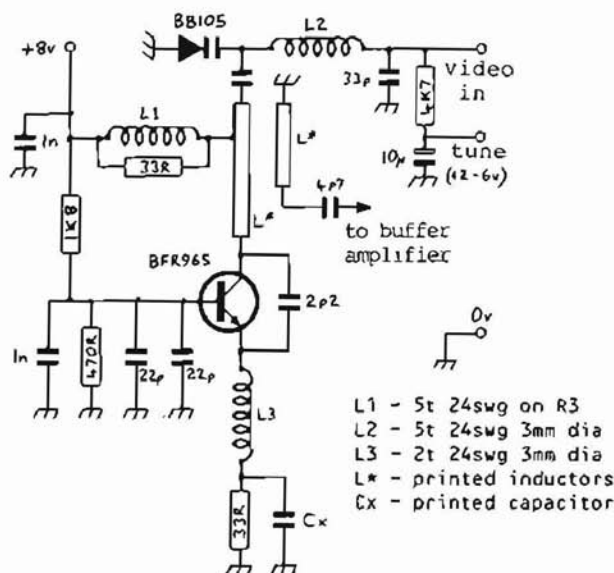 BB105
L2
+8v
33p
4K7
video
in
L1
1n
33R
L*
10µ
tune
(+2-6v)
4p7
L*
to buffer
amplifier
1K8
BFR96S
2p2
0v
1n
470R
22p
22p
L3
33R
Cx
L1 - 5t 24swg on R3
L2 - 5t 24swg 3mm dia
L3 - 2t 24swg 3mm dia
L* - printed inductors
Cx - printed capacitor